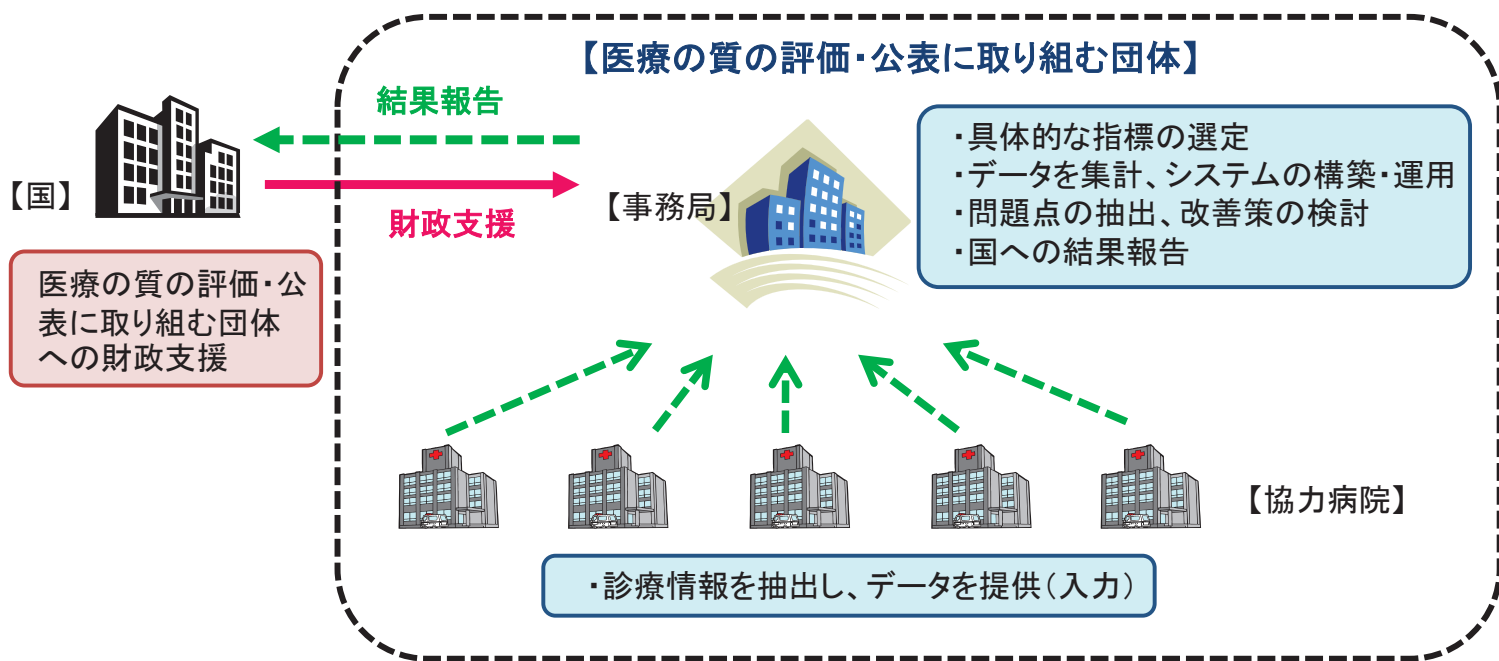 【医療の質の評価・公表に取り組む団体】
結果報告
【国】
財政支援
【事務局】
・具体的な指標の選定
・データを集計、システムの構築・運用
・問題点の抽出、改善策の検討
・国への結果報告
医療の質の評価・公
表に取り組む団体
への財政支援
【協力病院】
・診療情報を抽出し、データを提供（入力）